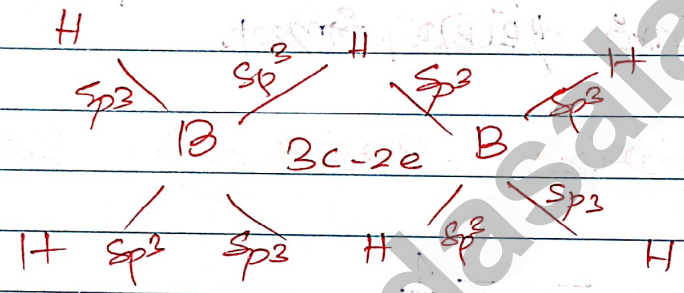 H H H
Sp3 Sp³ Sp³ Sp³
B 3c-2e B
H Sp³ Sp3 H Sp³ Sp3 H